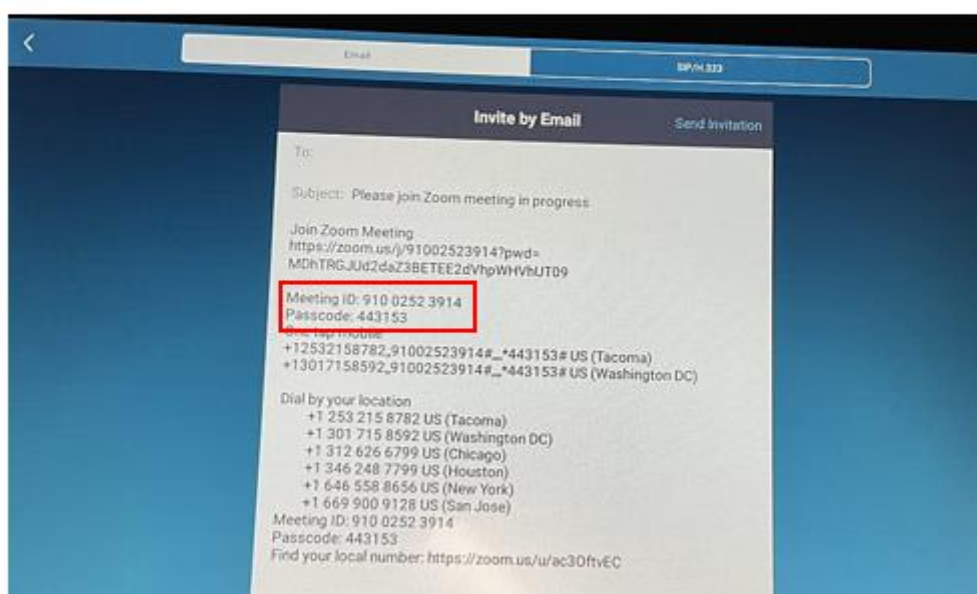 Email
SIP/H.323
Invite by Email
Send Invitation
To:
Subject: Please join Zoom meeting in progress
Join Zoom Meeting
https://zoom.us/j/91002523914?pwd=
MDhTRGJUd2daZ3BETEE2dVhpWHVhUT09
Meeting ID: 910 0252 3914
Passcode: 443153
One tap mobile
+12532158782,,91002523914#,,,,*443153# US (Tacoma)
+13017158592,,91002523914#,,,,*443153# US (Washington DC)
Dial by your location
+1 253 215 8782 US (Tacoma)
+1 301 715 8592 US (Washington DC)
+1 312 626 6799 US (Chicago)
+1 346 248 7799 US (Houston)
+1 646 558 8656 US (New York)
+1 669 900 9128 US (San Jose)
Meeting ID: 910 0252 3914
Passcode: 443153
Find your local number: https://zoom.us/u/ac3OftvEC